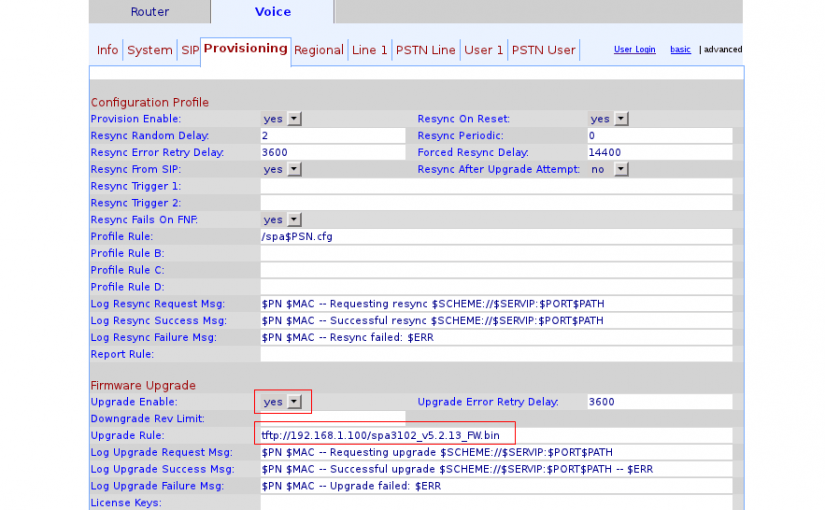 Router Voice
Info System SIP Provisioning Regional Line 1 PSTN Line User 1 PSTN User User Login basic | advanced
Configuration Profile
Provision Enable: yes Resync On Reset: yes
Resync Random Delay: 2 Resync Periodic: 0
Resync Error Retry Delay: 3600 Forced Resync Delay: 14400
Resync From SIP: yes Resync After Upgrade Attempt: no
Resync Trigger 1:
Resync Trigger 2:
Resync Fails On FNF: yes
Profile Rule: /spa$PSN.cfg
Profile Rule B:
Profile Rule C:
Profile Rule D:
Log Resync Request Msg: $PN $MAC -- Requesting resync $SCHEME://$SERVIP:$PORT$PATH
Log Resync Success Msg: $PN $MAC -- Successful resync $SCHEME://$SERVIP:$PORT$PATH
Log Resync Failure Msg: $PN $MAC -- Resync failed: $ERR
Report Rule:
Firmware Upgrade
Upgrade Enable: yes Upgrade Error Retry Delay: 3600
Downgrade Rev Limit:
Upgrade Rule: tftp://192.168.1.100/spa3102_v5.2.13_FW.bin
Log Upgrade Request Msg: $PN $MAC -- Requesting upgrade $SCHEME://$SERVIP:$PORT$PATH
Log Upgrade Success Msg: $PN $MAC -- Successful upgrade $SCHEME://$SERVIP:$PORT$PATH -- $ERR
Log Upgrade Failure Msg: $PN $MAC -- Upgrade failed: $ERR
License Keys: